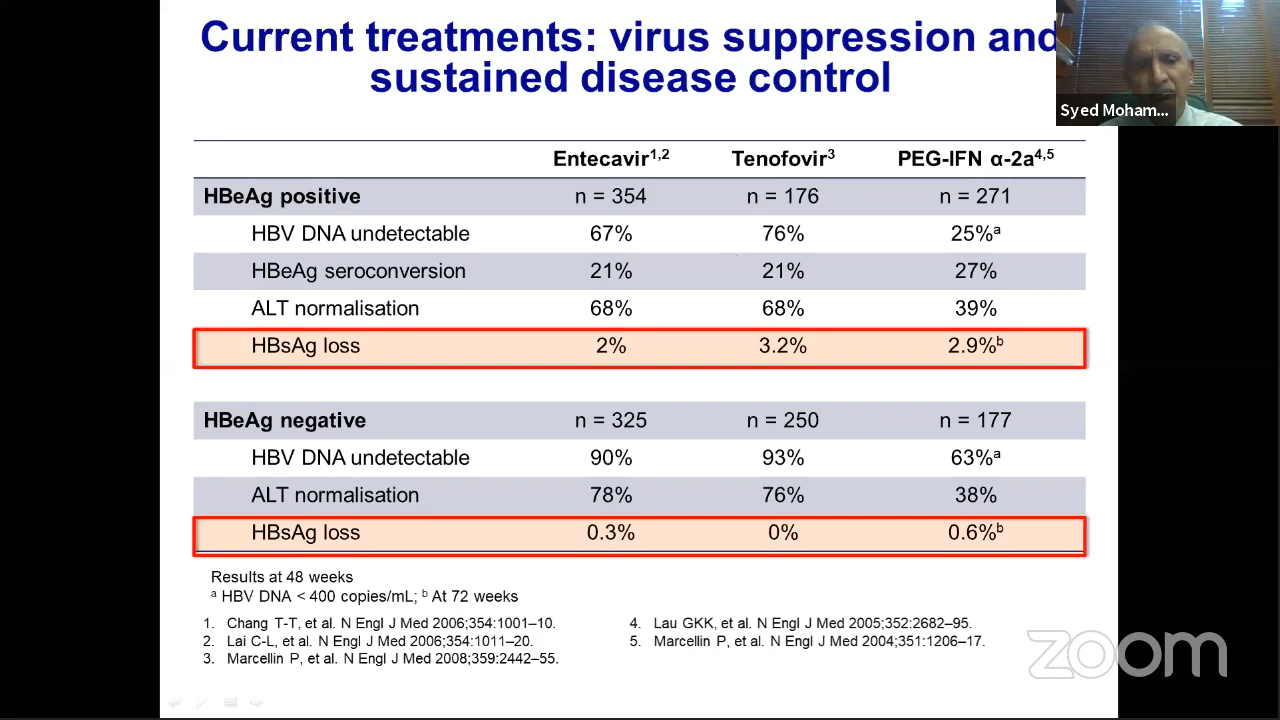 Current treatments: virus suppression and
sustained disease control
Syed Moham...
Entecavir¹,² Tenofovir³ PEG-IFN α-2a⁴,⁵
HBeAg positive n = 354 n = 176 n = 271
HBV DNA undetectable 67% 76% 25%ᵃ
HBeAg seroconversion 21% 21% 27%
ALT normalisation 68% 68% 39%
HBsAg loss 2% 3.2% 2.9%ᵇ
HBeAg negative n = 325 n = 250 n = 177
HBV DNA undetectable 90% 93% 63%ᵃ
ALT normalisation 78% 76% 38%
HBsAg loss 0.3% 0% 0.6%ᵇ
Results at 48 weeks
ᵃ HBV DNA < 400 copies/mL; ᵇ At 72 weeks
1. Chang T-T, et al. N Engl J Med 2006;354:1001–10.
2. Lai C-L, et al. N Engl J Med 2006;354:1011–20.
3. Marcellin P, et al. N Engl J Med 2008;359:2442–55.
4. Lau GKK, et al. N Engl J Med 2005;352:2682–95.
5. Marcellin P, et al. N Engl J Med 2004;351:1206–17.
zoom